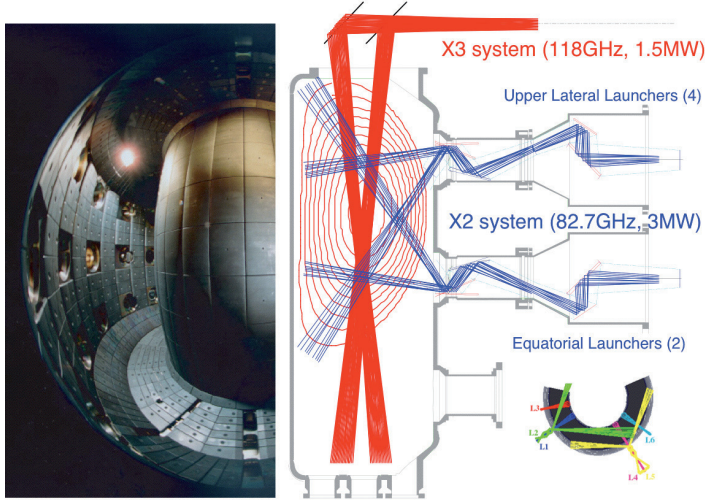 X3 system (118GHz, 1.5MW)
Upper Lateral Launchers (4)
X2 system (82.7GHz, 3MW)
Equatorial Launchers (2)
L3
L2
L1
L6
L4